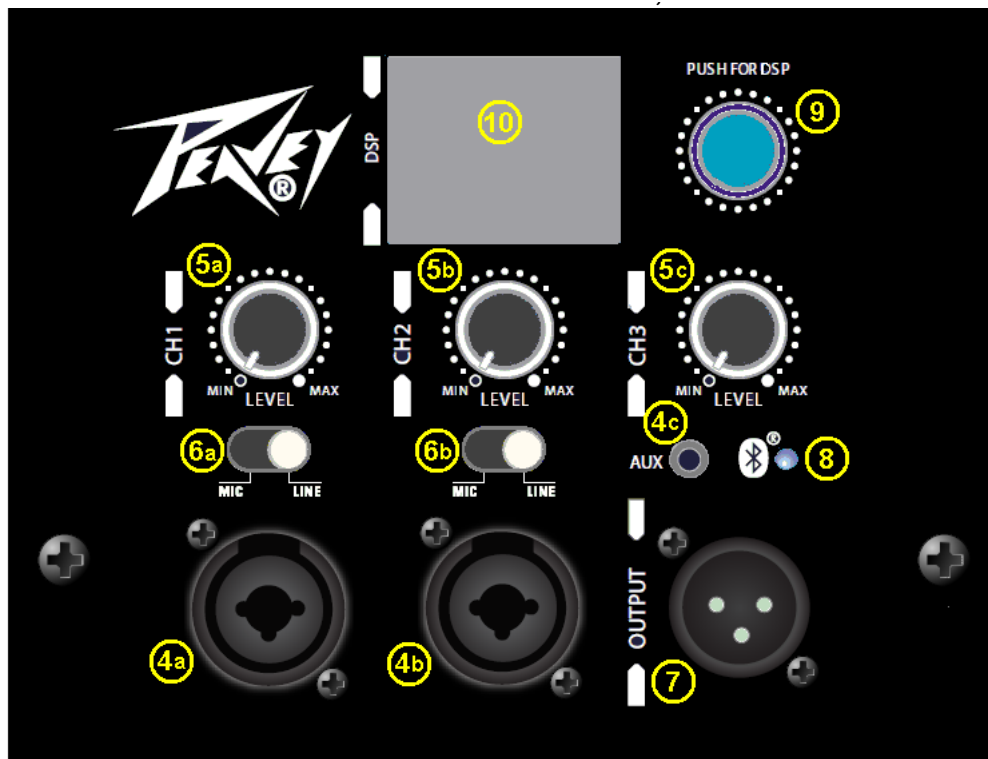 PUSH FOR DSP
9
10
DSP
PEAVEY
®
5a
5b
5c
CH1
CH2
CH3
MIN MAX
LEVEL
MIN MAX
LEVEL
MIN MAX
LEVEL
4c
6a
6b
®
AUX
8
MIC LINE
MIC LINE
OUTPUT
4a
4b
7